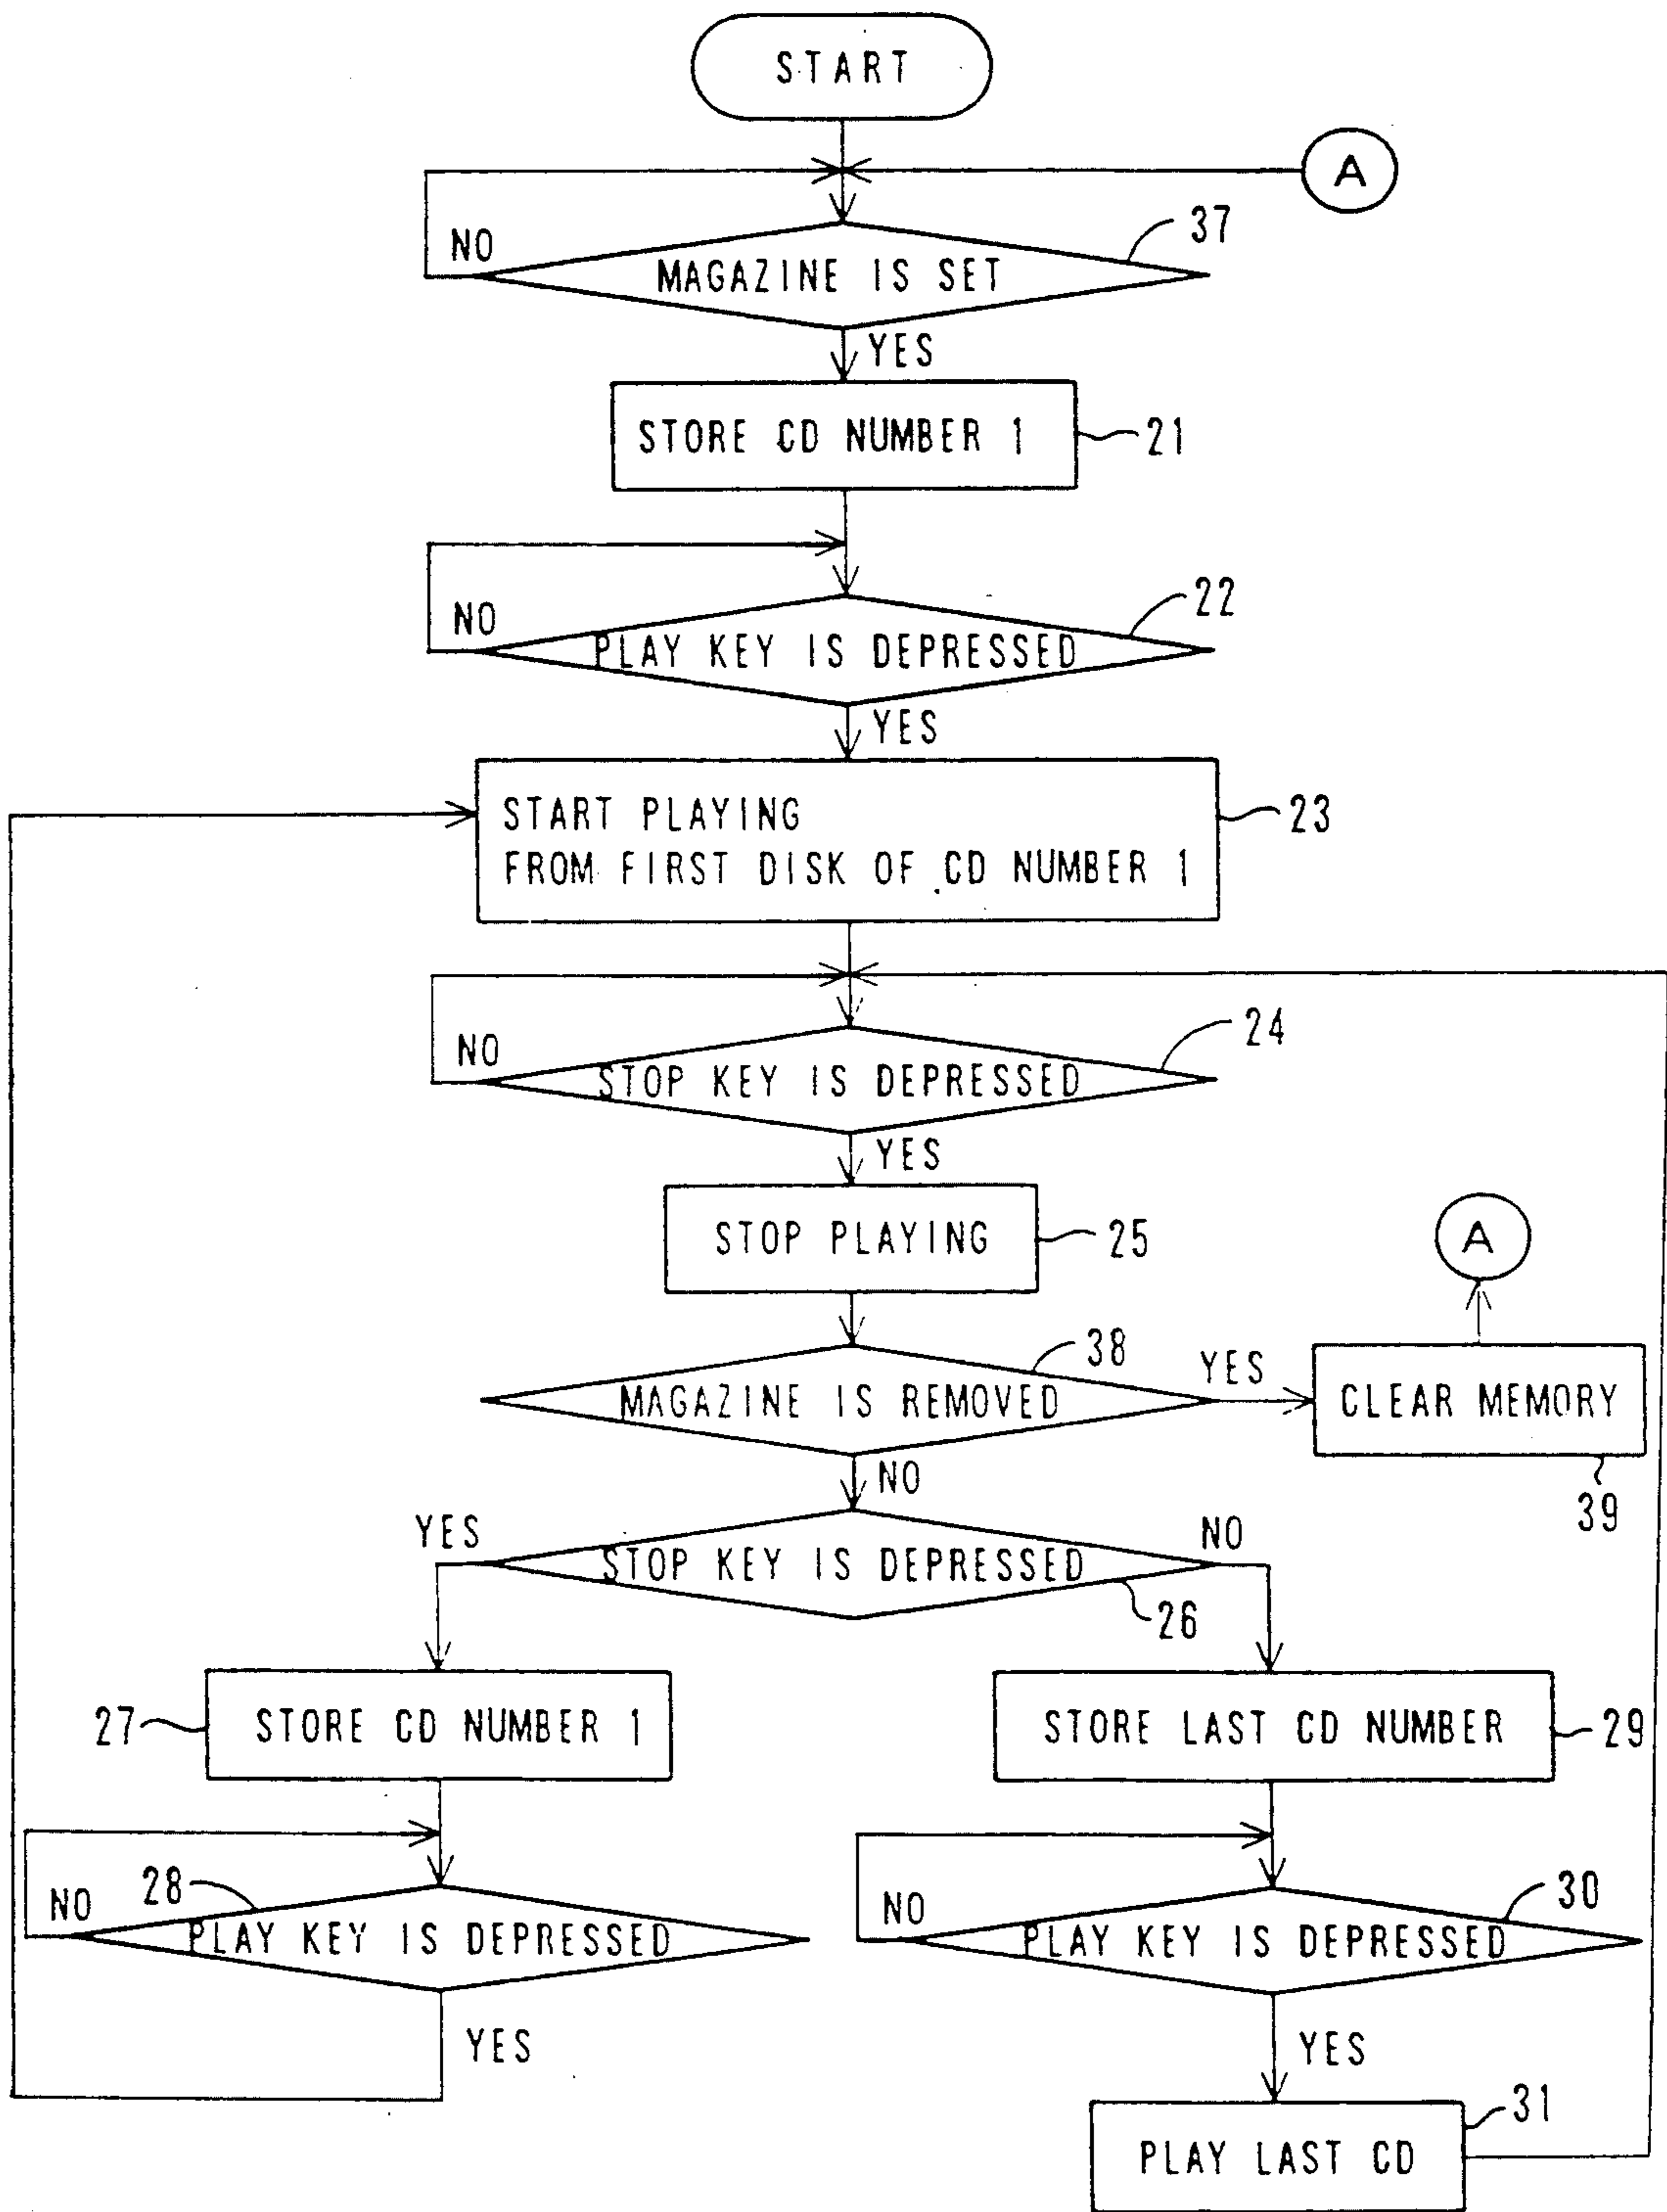 START
A
37
NO
MAGAZINE IS SET
YES
STORE CD NUMBER 1
21
22
NO
PLAY KEY IS DEPRESSED
YES
START PLAYING
FROM FIRST DISK OF CD NUMBER 1
23
24
NO
STOP KEY IS DEPRESSED
YES
STOP PLAYING
25
A
38
YES
MAGAZINE IS REMOVED
CLEAR MEMORY
NO
39
YES
NO
STOP KEY IS DEPRESSED
26
27
STORE CD NUMBER 1
STORE LAST CD NUMBER
29
28
NO
PLAY KEY IS DEPRESSED
30
NO
PLAY KEY IS DEPRESSED
YES
YES
31
PLAY LAST CD